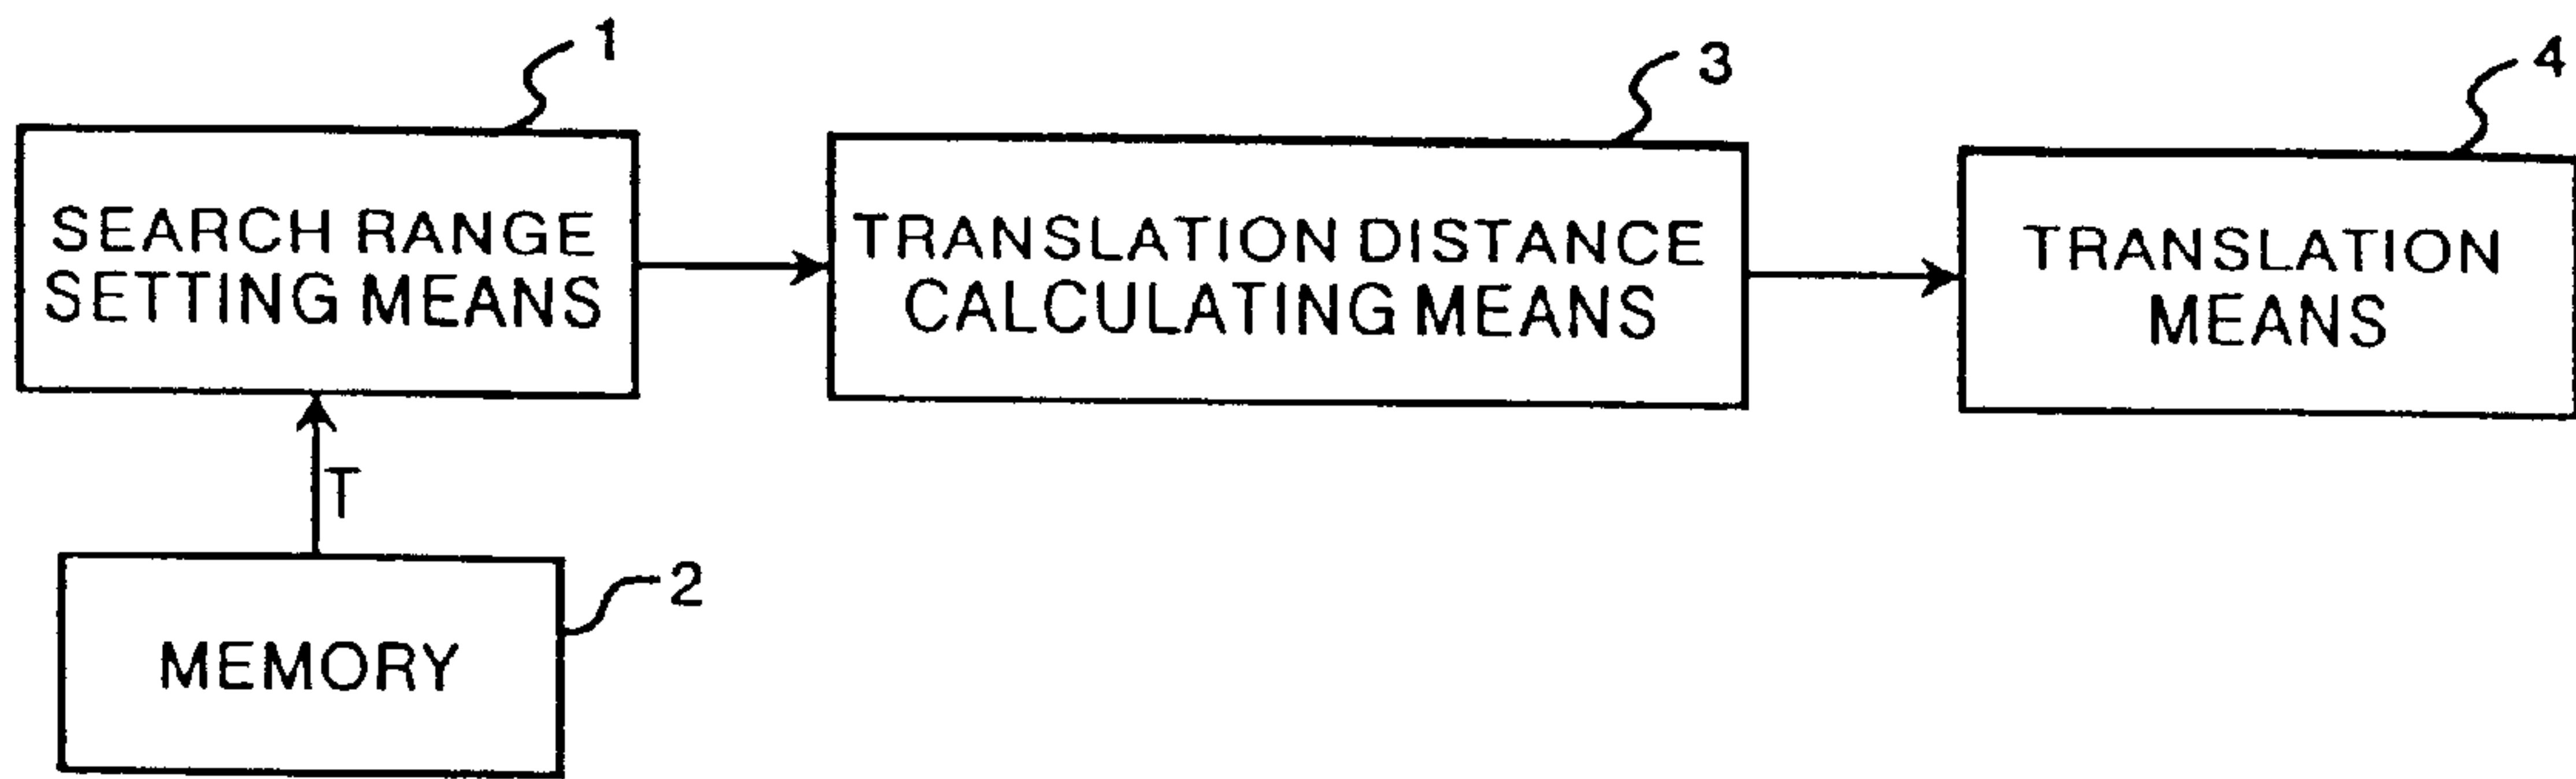 1
SEARCH RANGE
SETTING MEANS
3
TRANSLATION DISTANCE
CALCULATING MEANS
4
TRANSLATION
MEANS
T
2
MEMORY